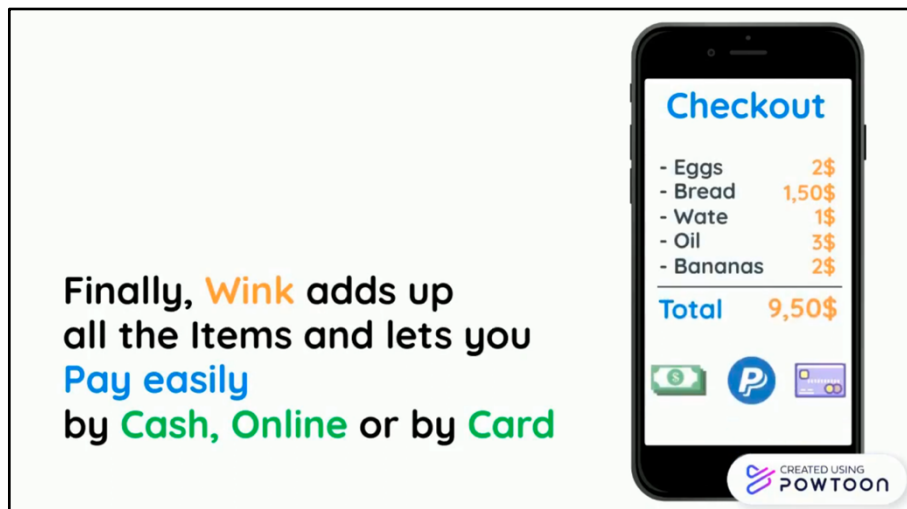 Finally, Wink adds up
all the Items and lets you
Pay easily
by Cash, Online or by Card
Checkout
- Eggs 2$
- Bread 1,50$
- Wate 1$
- Oil 3$
- Bananas 2$
Total 9,50$
CREATED USING
POWTOON